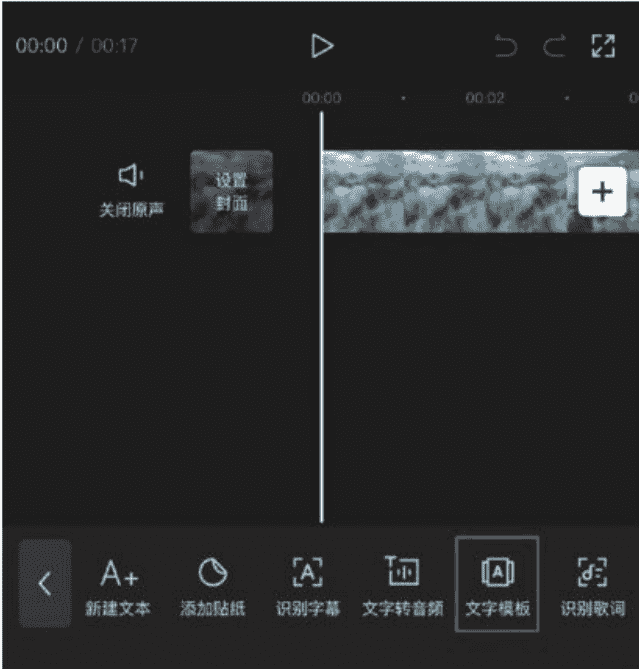 00:00 / 00:17
00:00
00:02
关闭原声
设置
封面
新建文本
添加贴纸
识别字幕
文字转音频
文字模板
识别歌词